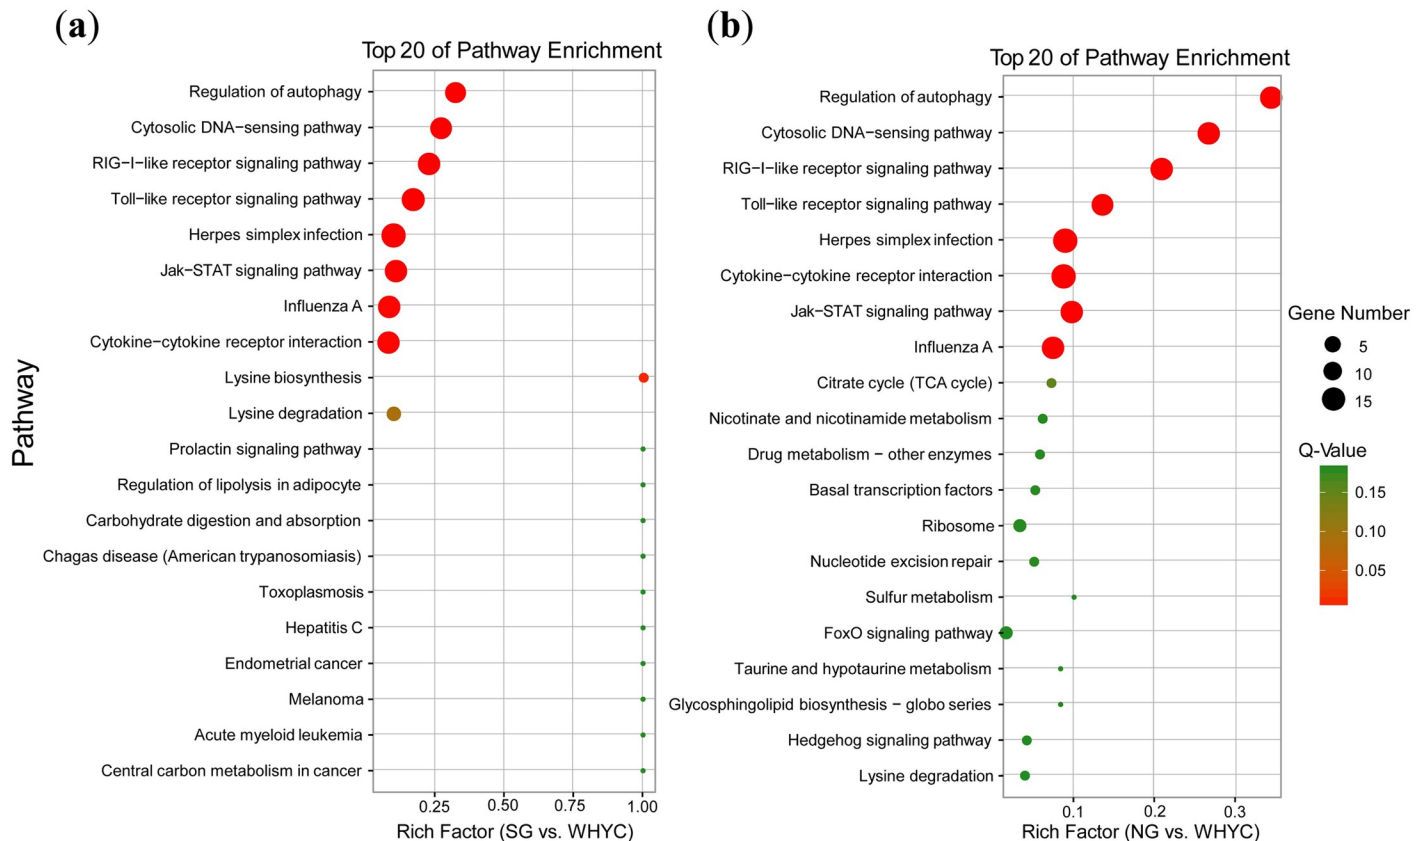 (a)
Top 20 of Pathway Enrichment
Pathway
Regulation of autophagy
Cytosolic DNA−sensing pathway
RIG−I−like receptor signaling pathway
Toll−like receptor signaling pathway
Herpes simplex infection
Jak−STAT signaling pathway
Influenza A
Cytokine−cytokine receptor interaction
Lysine biosynthesis
Lysine degradation
Prolactin signaling pathway
Regulation of lipolysis in adipocyte
Carbohydrate digestion and absorption
Chagas disease (American trypanosomiasis)
Toxoplasmosis
Hepatitis C
Endometrial cancer
Melanoma
Acute myeloid leukemia
Central carbon metabolism in cancer
0.25 0.50 0.75 1.00
Rich Factor (SG vs. WHYC)
(b)
Top 20 of Pathway Enrichment
Regulation of autophagy
Cytosolic DNA−sensing pathway
RIG−I−like receptor signaling pathway
Toll−like receptor signaling pathway
Herpes simplex infection
Cytokine−cytokine receptor interaction
Jak−STAT signaling pathway
Influenza A
Citrate cycle (TCA cycle)
Nicotinate and nicotinamide metabolism
Drug metabolism − other enzymes
Basal transcription factors
Ribosome
Nucleotide excision repair
Sulfur metabolism
FoxO signaling pathway
Taurine and hypotaurine metabolism
Glycosphingolipid biosynthesis − globo series
Hedgehog signaling pathway
Lysine degradation
0.1 0.2 0.3
Rich Factor (NG vs. WHYC)
Gene Number
5
10
15
Q-Value
0.15
0.10
0.05